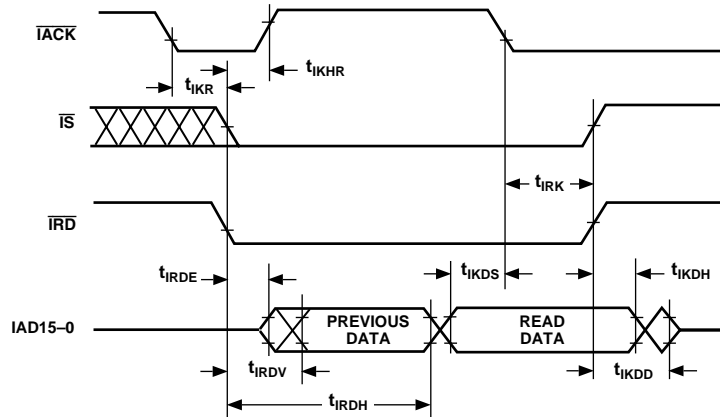 IACK
tIKR
tIKHR
IS
tIRK
IRD
tIRDE
tIKDS
tIKDH
IAD15–0
PREVIOUS
DATA
READ
DATA
tIRDV
tIKDD
tIRDH